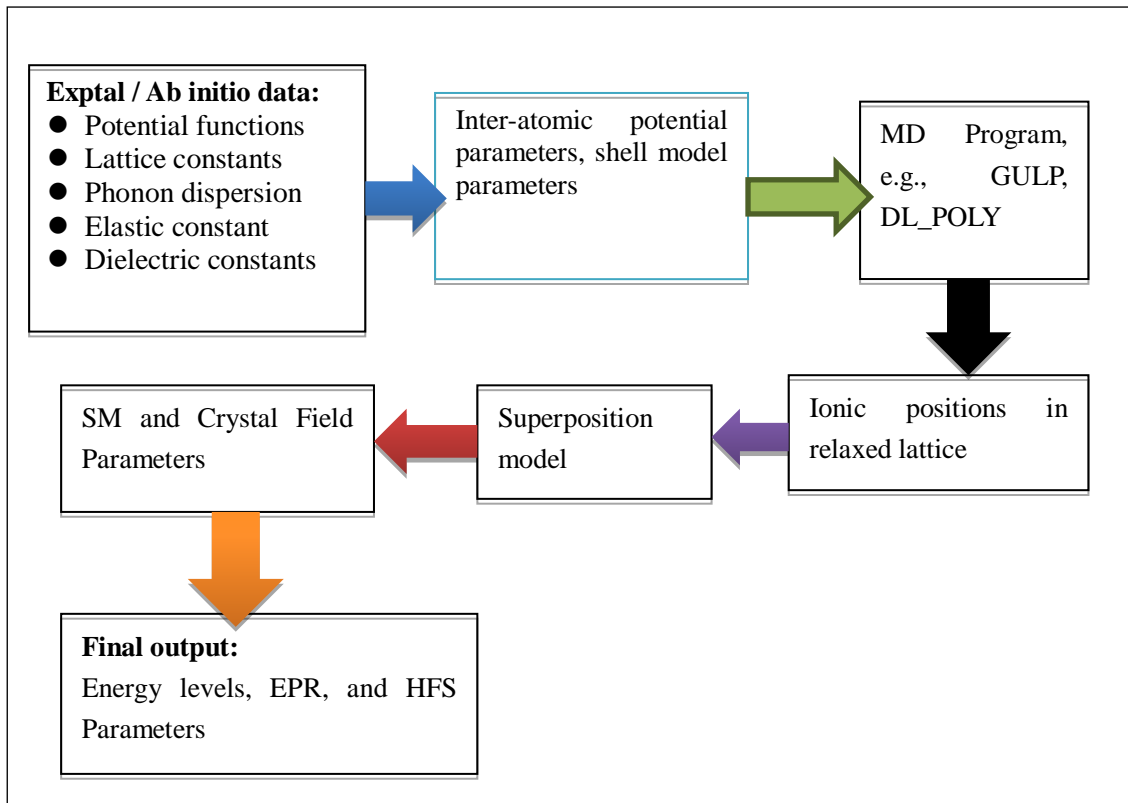 Exptal / Ab initio data:
● Potential functions
● Lattice constants
● Phonon dispersion
● Elastic constant
● Dielectric constants
Inter-atomic potential
parameters, shell model
parameters
MD Program,
e.g., GULP,
DL_POLY
Ionic positions in
relaxed lattice
Superposition
model
SM and Crystal Field
Parameters
Final output:
Energy levels, EPR, and HFS
Parameters